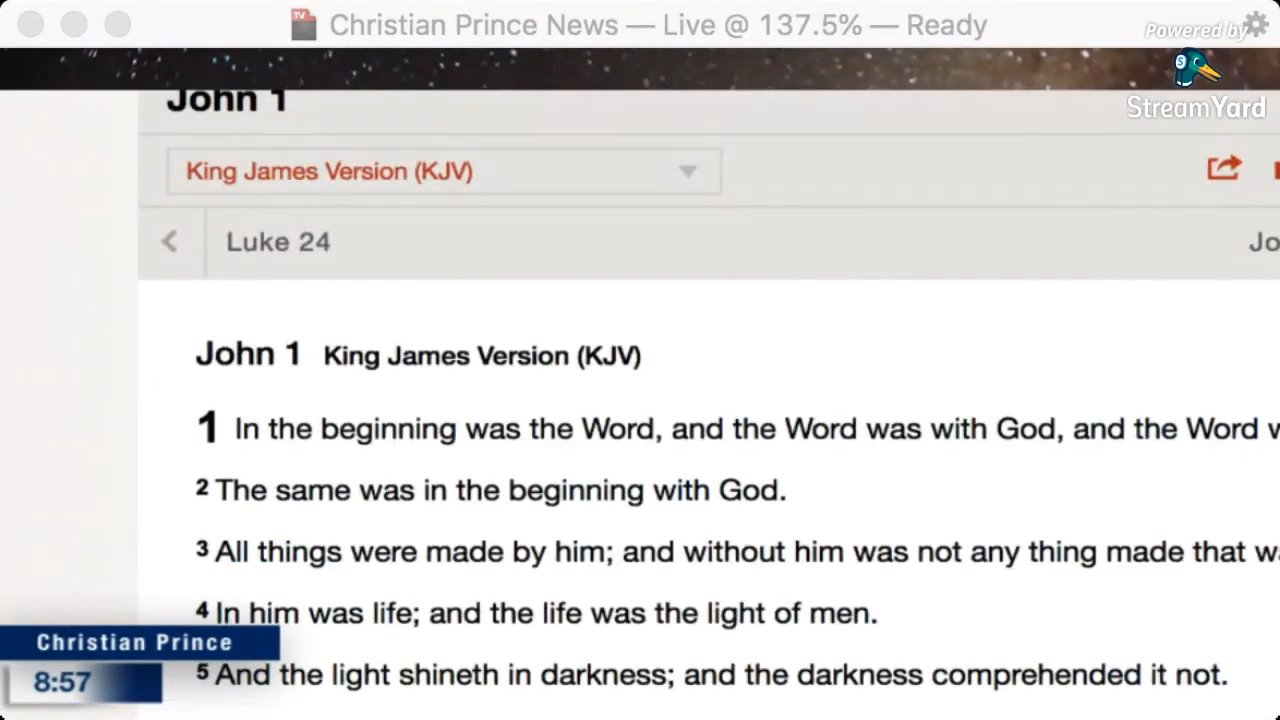 TV
Christian Prince News — Live @ 137.5% — Ready
Powered by
S
StreamYard
John 1
King James Version (KJV)
Luke 24
Jo
John 1 King James Version (KJV)
1 In the beginning was the Word, and the Word was with God, and the Word w
2 The same was in the beginning with God.
3 All things were made by him; and without him was not any thing made that wa
4 In him was life; and the life was the light of men.
Christian Prince
5 And the light shineth in darkness; and the darkness comprehended it not.
8:57